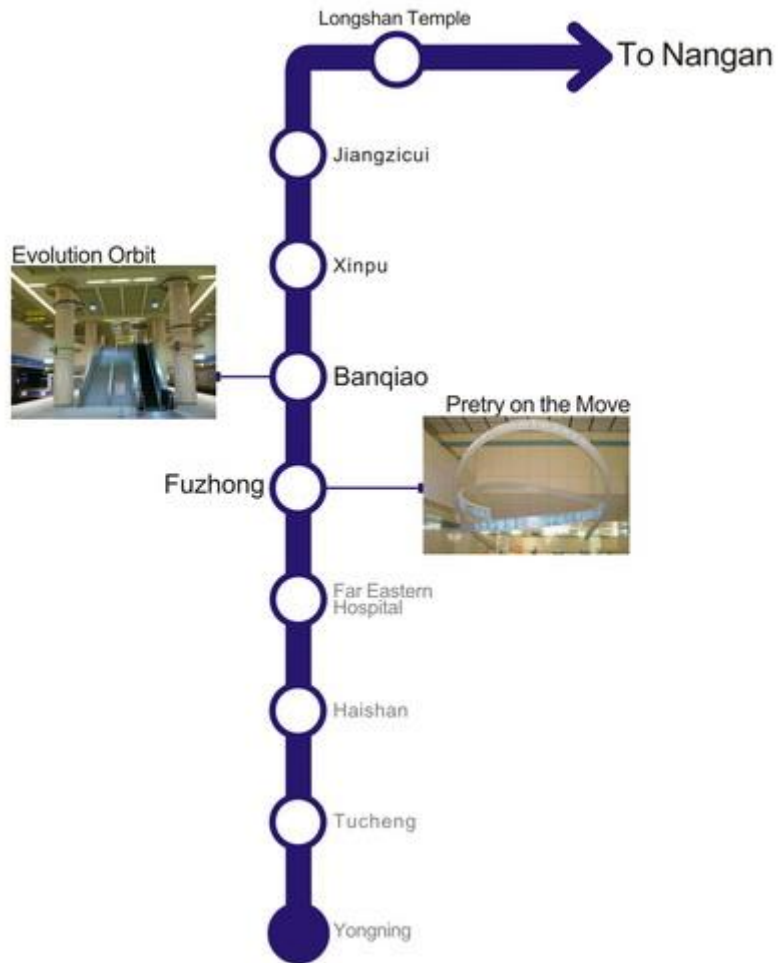 Longshan Temple
To Nangan
Jiangzicui
Evolution Orbit
Xinpu
Banqiao
Pretry on the Move
Fuzhong
Far Eastern
Hospital
Haishan
Tucheng
Yongning